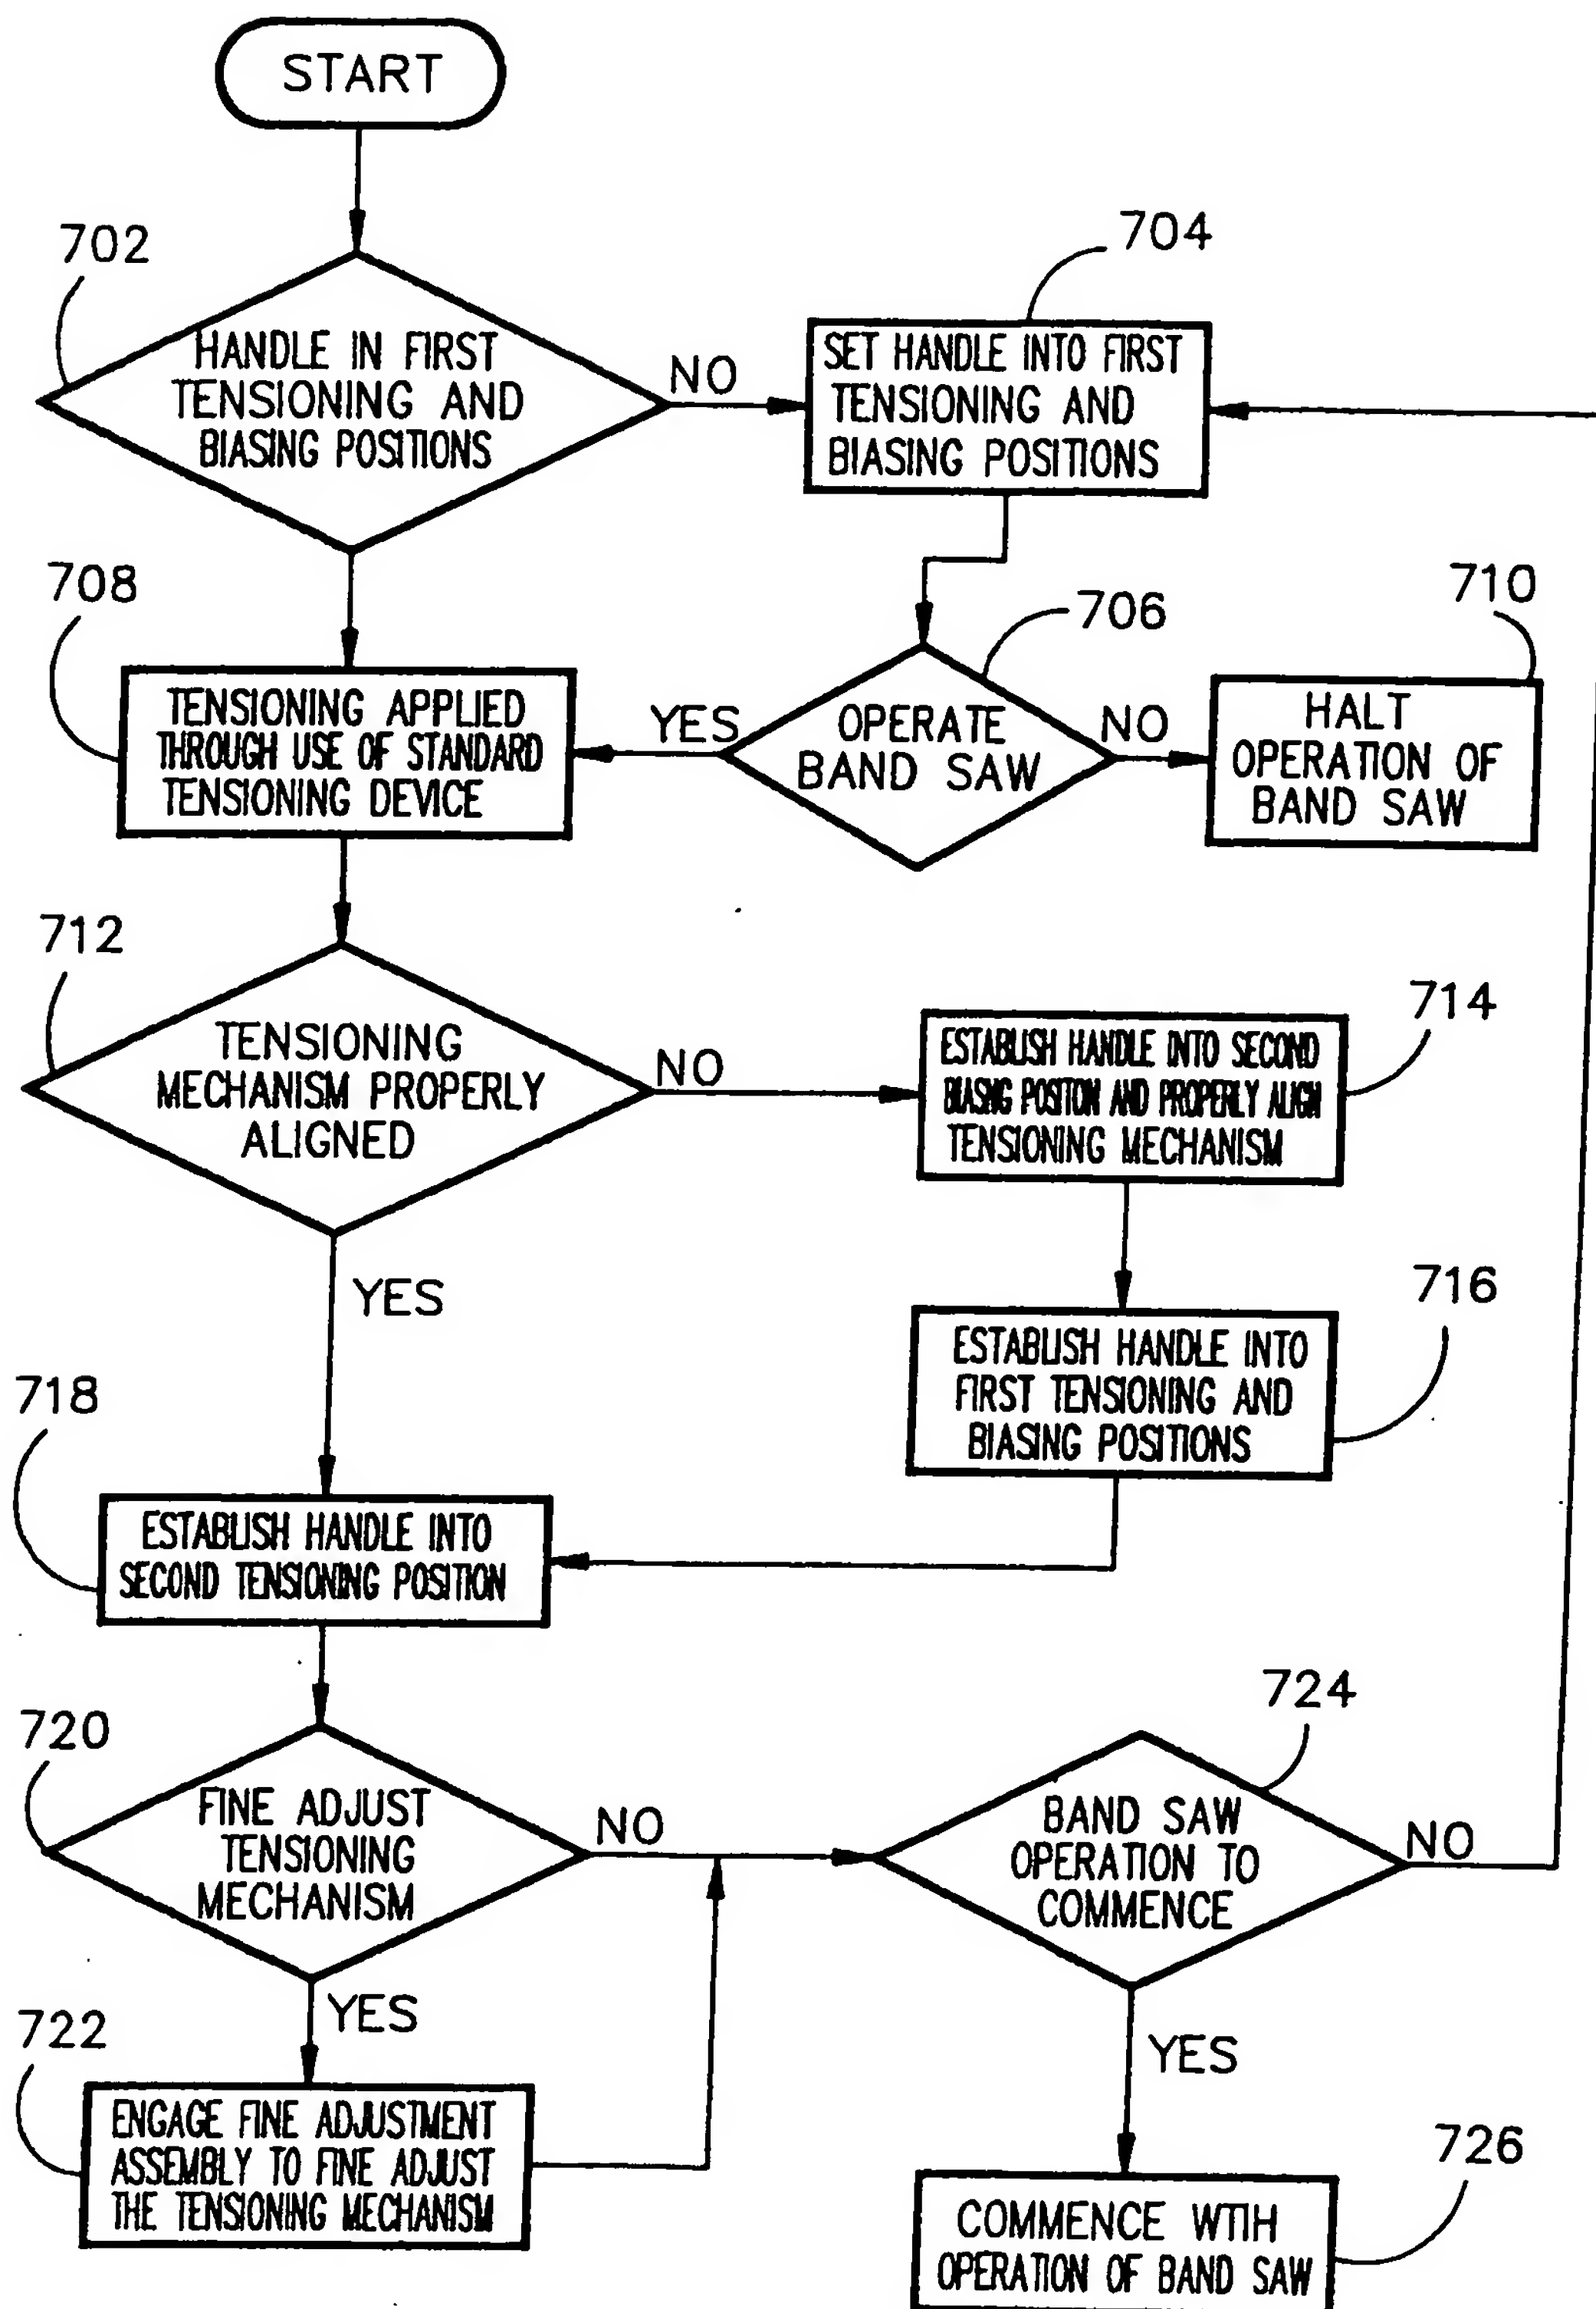 START
702
HANDLE IN FIRST
TENSIONING AND
BIASING POSITIONS
NO
704
SET HANDLE INTO FIRST
TENSIONING AND
BIASING POSITIONS
708
TENSIONING APPLIED
THROUGH USE OF STANDARD
TENSIONING DEVICE
YES
706
OPERATE
BAND SAW
NO
710
HALT
OPERATION OF
BAND SAW
712
TENSIONING
MECHANISM PROPERLY
ALIGNED
NO
714
ESTABLISH HANDLE INTO SECOND
BIASING POSITION AND PROPERLY ALIGN
TENSIONING MECHANISM
YES
716
ESTABLISH HANDLE INTO
FIRST TENSIONING AND
BIASING POSITIONS
718
ESTABLISH HANDLE INTO
SECOND TENSIONING POSITION
720
FINE ADJUST
TENSIONING
MECHANISM
NO
724
BAND SAW
OPERATION TO
COMMENCE
NO
YES
722
ENGAGE FINE ADJUSTMENT
ASSEMBLY TO FINE ADJUST
THE TENSIONING MECHANISM
YES
726
COMMENCE WTIH
OPERATION OF BAND SAW